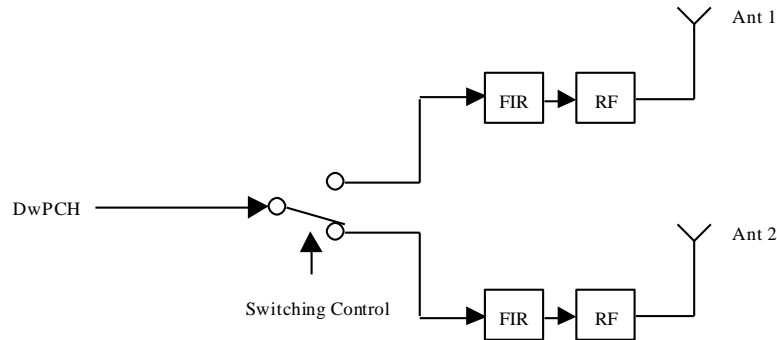 Ant 1
FIR
RF
DwPCH
Ant 2
Switching Control
FIR
RF